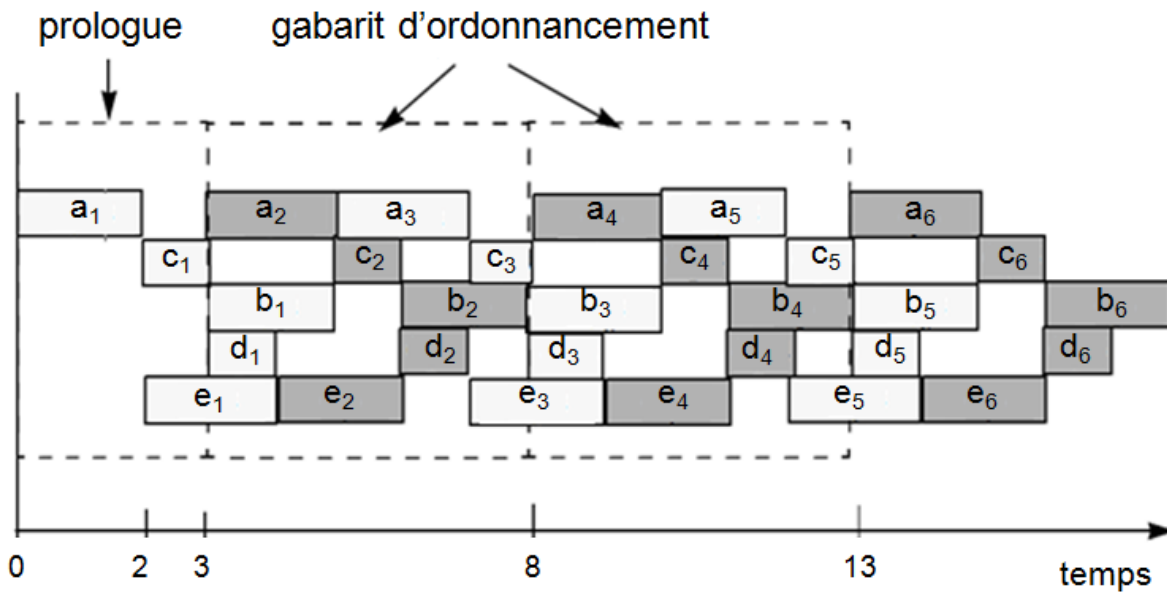 prologue gabarit d'ordonnancement
a₁ a₂ a₃ a₄ a₅ a₆
c₁ c₂ c₃ c₄ c₅ c₆
b₁ b₂ b₃ b₄ b₅ b₆
d₁ d₂ d₃ d₄ d₅ d₆
e₁ e₂ e₃ e₄ e₅ e₆
0 2 3 8 13 temps